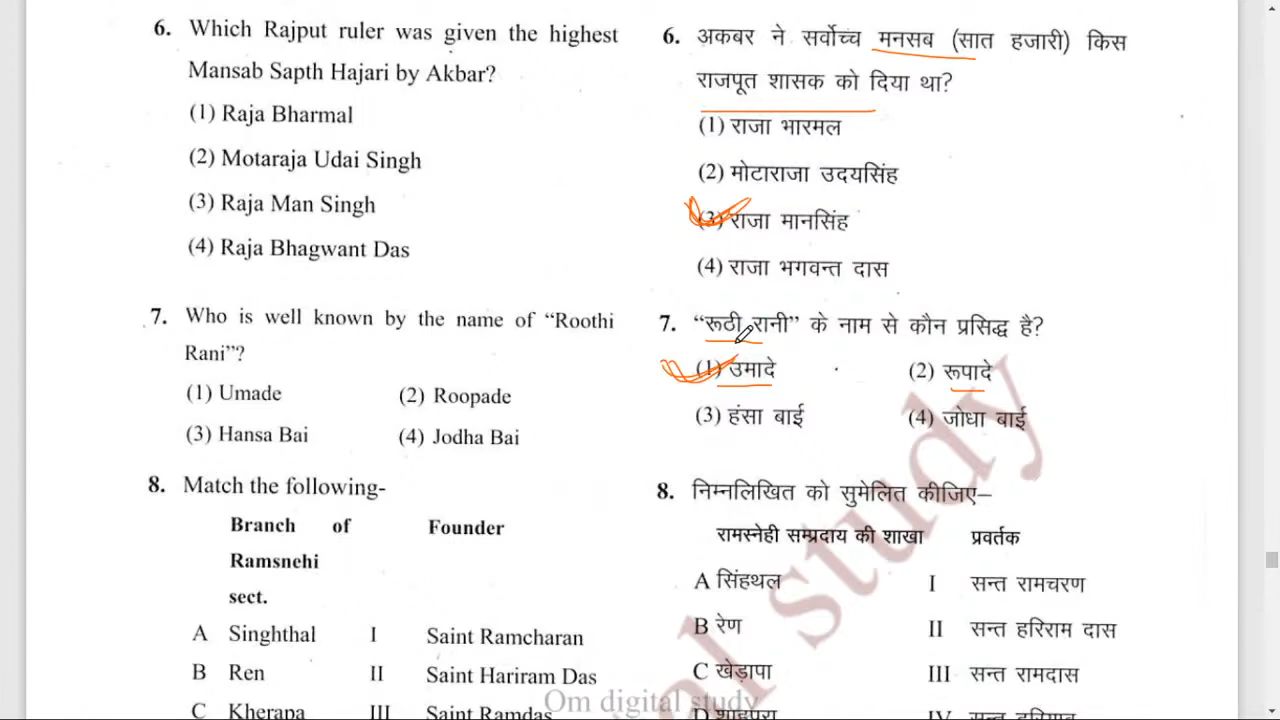 6. Which Rajput ruler was given the highest
Mansab Sapth Hajari by Akbar?
(1) Raja Bharmal
(2) Motaraja Udai Singh
(3) Raja Man Singh
(4) Raja Bhagwant Das
7. Who is well known by the name of “Roothi
Rani”?
(1) Umade (2) Roopade
(3) Hansa Bai (4) Jodha Bai
8. Match the following-
Branch of Founder
Ramsnehi
sect.
A Singhthal I Saint Ramcharan
B Ren II Saint Hariram Das
C Kherapa III Saint Ramdas
6. अकबर ने सर्वोच्च मनसब (सात हजारी) किस
राजपूत शासक को दिया था?
(1) राजा भारमल
(2) मोटाराजा उदयसिंह
(3) राजा मानसिंह
(4) राजा भगवन्त दास
7. “रूठी रानी” के नाम से कौन प्रसिद्ध है?
(1) उमादे (2) रूपादे
(3) हंसा बाई (4) जोधा बाई
8. निम्नलिखित को सुमेलित कीजिए–
रामस्नेही सम्प्रदाय की शाखा प्रवर्तक
A सिंहथल I सन्त रामचरण
B रेण II सन्त हरिराम दास
C खेड़ापा III सन्त रामदास
D शाहपुरा IV सन्त दरियाव
Om digital study
study